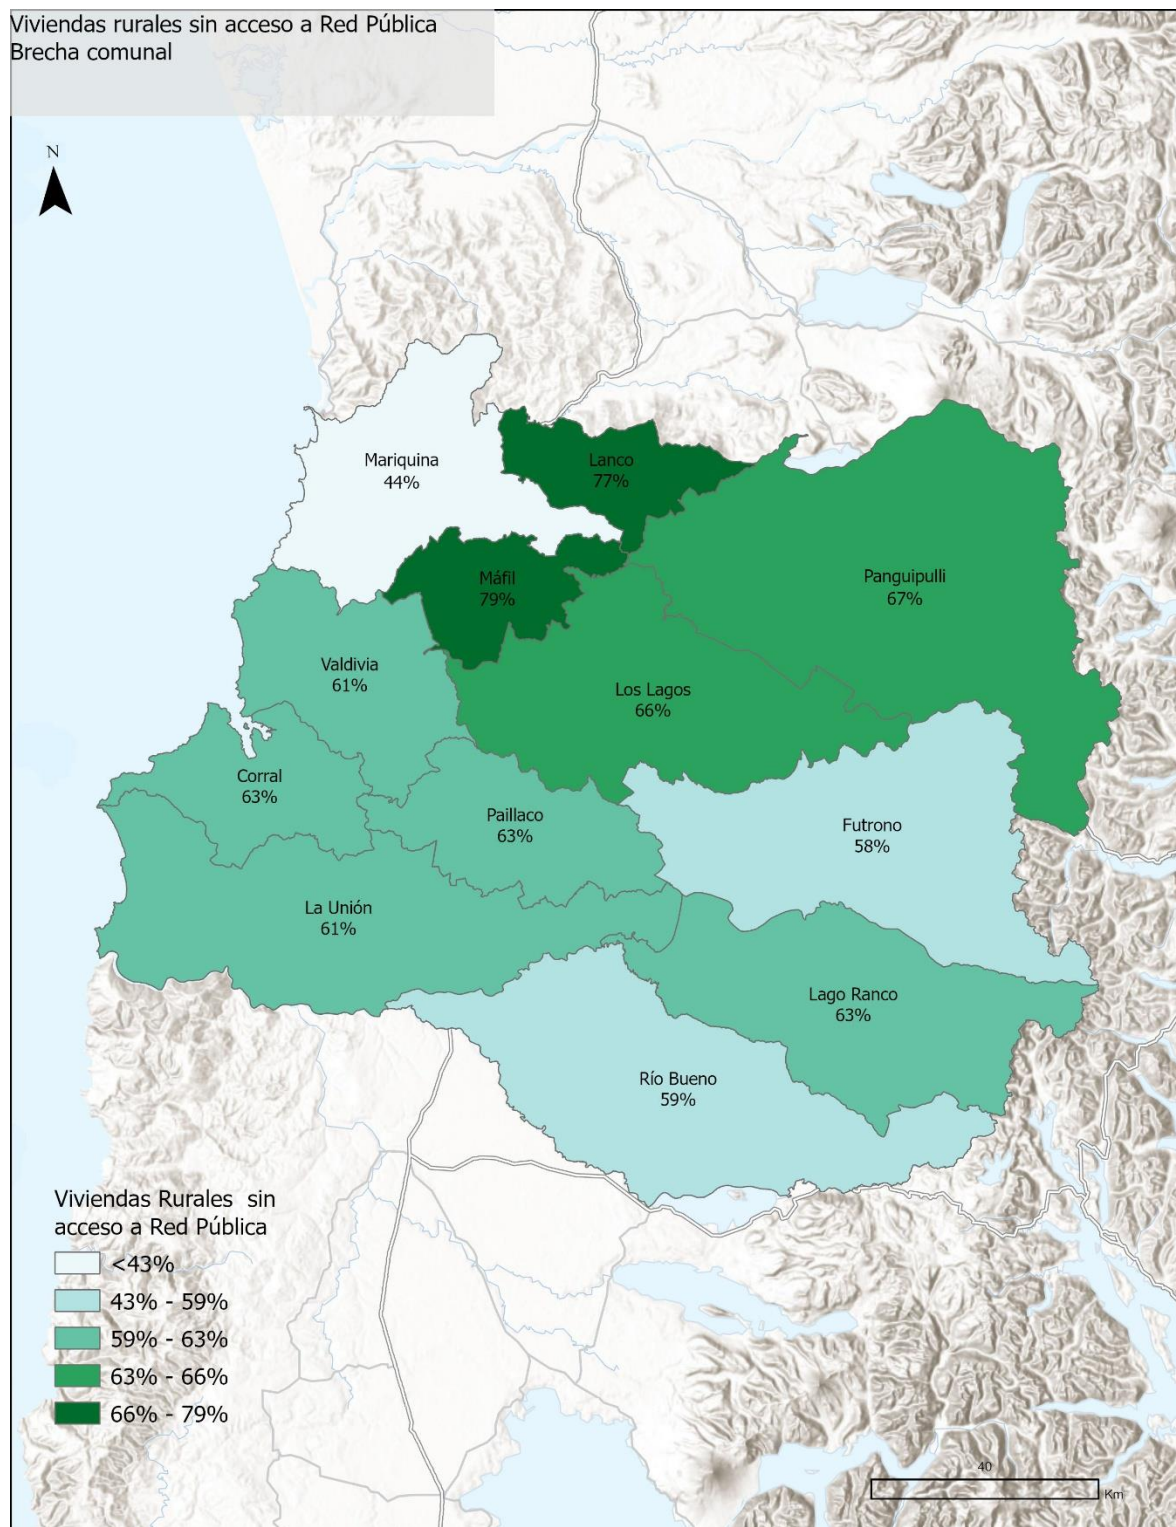 Viviendas rurales sin acceso a Red Pública
Brecha comunal
N
Mariquina
44%
Lanco
77%
Máfil
79%
Panguipulli
67%
Valdivia
61%
Los Lagos
66%
Corral
63%
Paillaco
63%
Futrono
58%
La Unión
61%
Lago Ranco
63%
Río Bueno
59%
Viviendas Rurales sin
acceso a Red Pública
<43%
43% - 59%
59% - 63%
63% - 66%
66% - 79%
40
Km